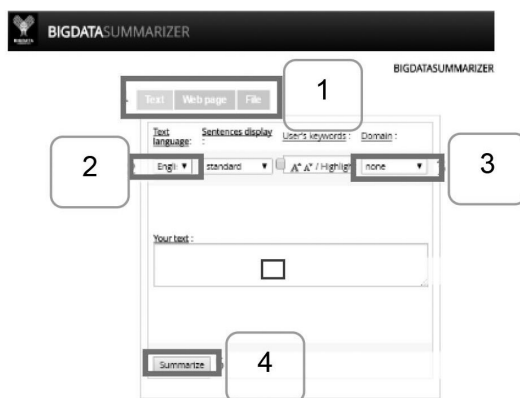 BIGDATA
BIGDATASUMMARIZER
BIGDATASUMMARIZER
1
Text Web page File
Text language: Sentences display : User's keywords : Domain :
2
Engli standard A+ A+ / Highligh none
3
Your text :
Summarize
4